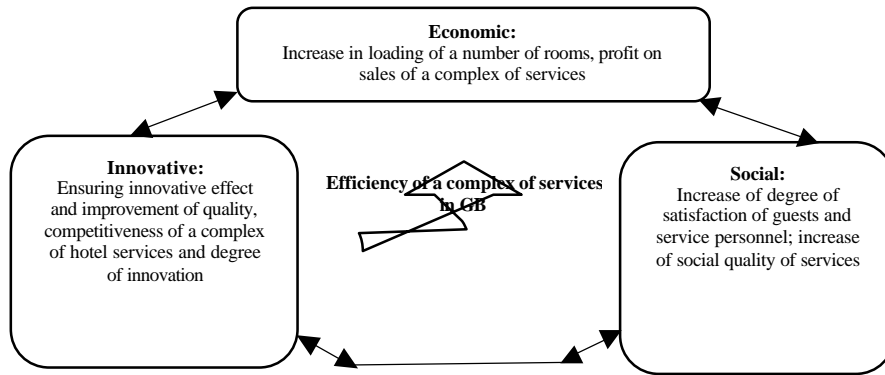 Economic:
Increase in loading of a number of rooms, profit on
sales of a complex of services
Innovative:
Ensuring innovative effect
and improvement of quality,
competitiveness of a complex
of hotel services and degree
of innovation
Efficiency of a complex of services
in GB
Social:
Increase of degree of
satisfaction of guests and
service personnel; increase
of social quality of services